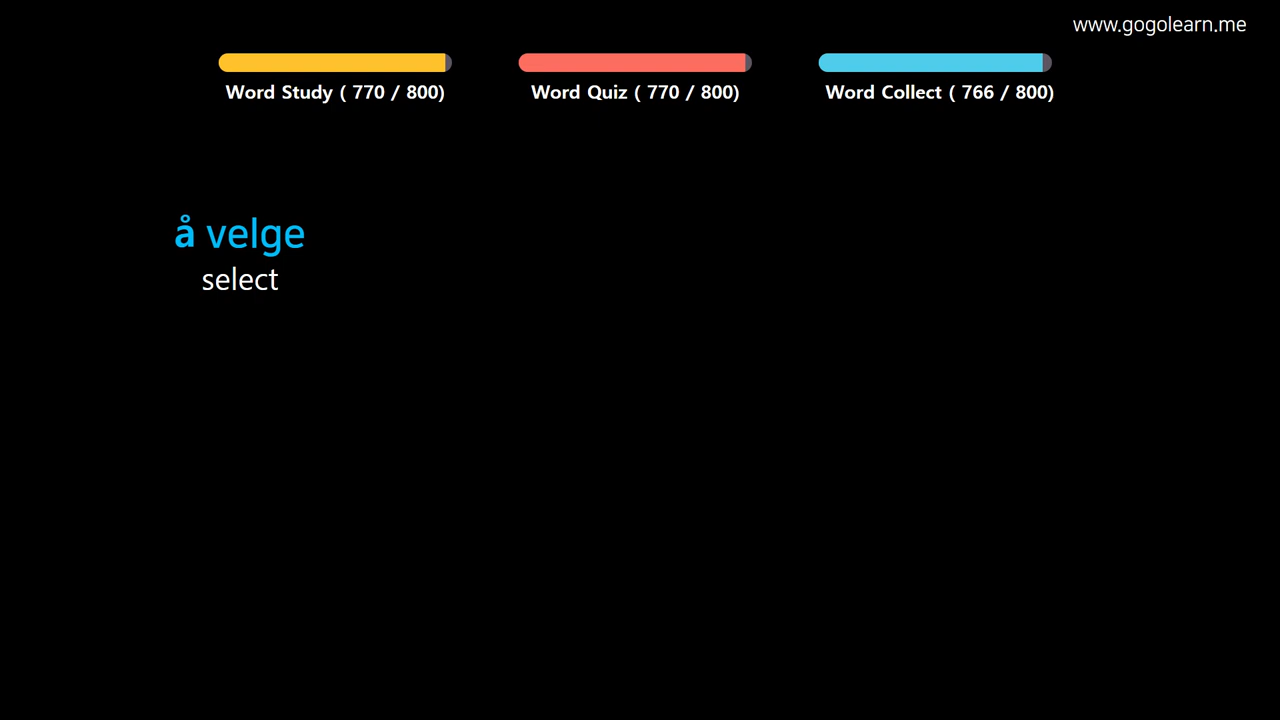 www.gogolearn.me
Word Study ( 770 / 800)
Word Quiz ( 770 / 800)
Word Collect ( 766 / 800)
å velge
select